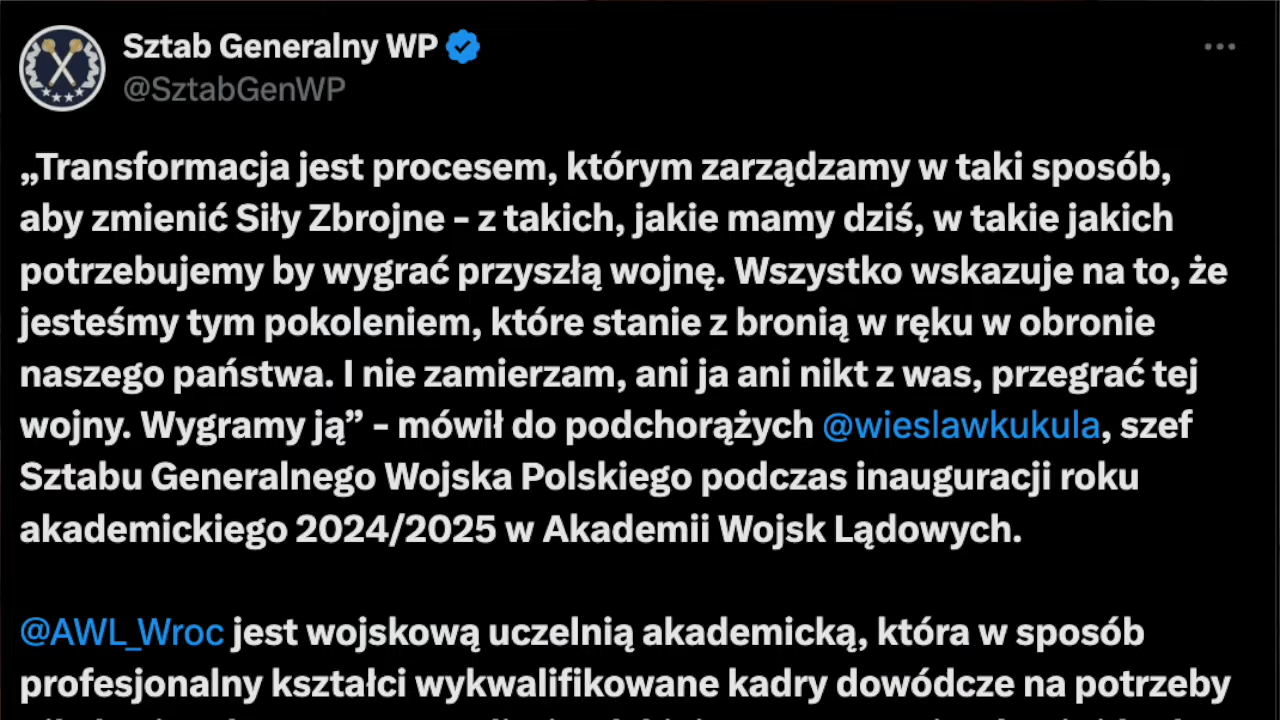 Sztab Generalny WP
@SztabGenWP
„Transformacja jest procesem, którym zarządzamy w taki sposób,
aby zmienić Siły Zbrojne – z takich, jakie mamy dziś, w takie jakich
potrzebujemy by wygrać przyszłą wojnę. Wszystko wskazuje na to, że
jesteśmy tym pokoleniem, które stanie z bronią w ręku w obronie
naszego państwa. I nie zamierzam, ani ja ani nikt z was, przegrać tej
wojny. Wygramy ją” – mówił do podchorążych @wieslawkukula, szef
Sztabu Generalnego Wojska Polskiego podczas inauguracji roku
akademickiego 2024/2025 w Akademii Wojsk Lądowych.
@AWL_Wroc jest wojskową uczelnią akademicką, która w sposób
profesjonalny kształci wykwalifikowane kadry dowódcze na potrzeby